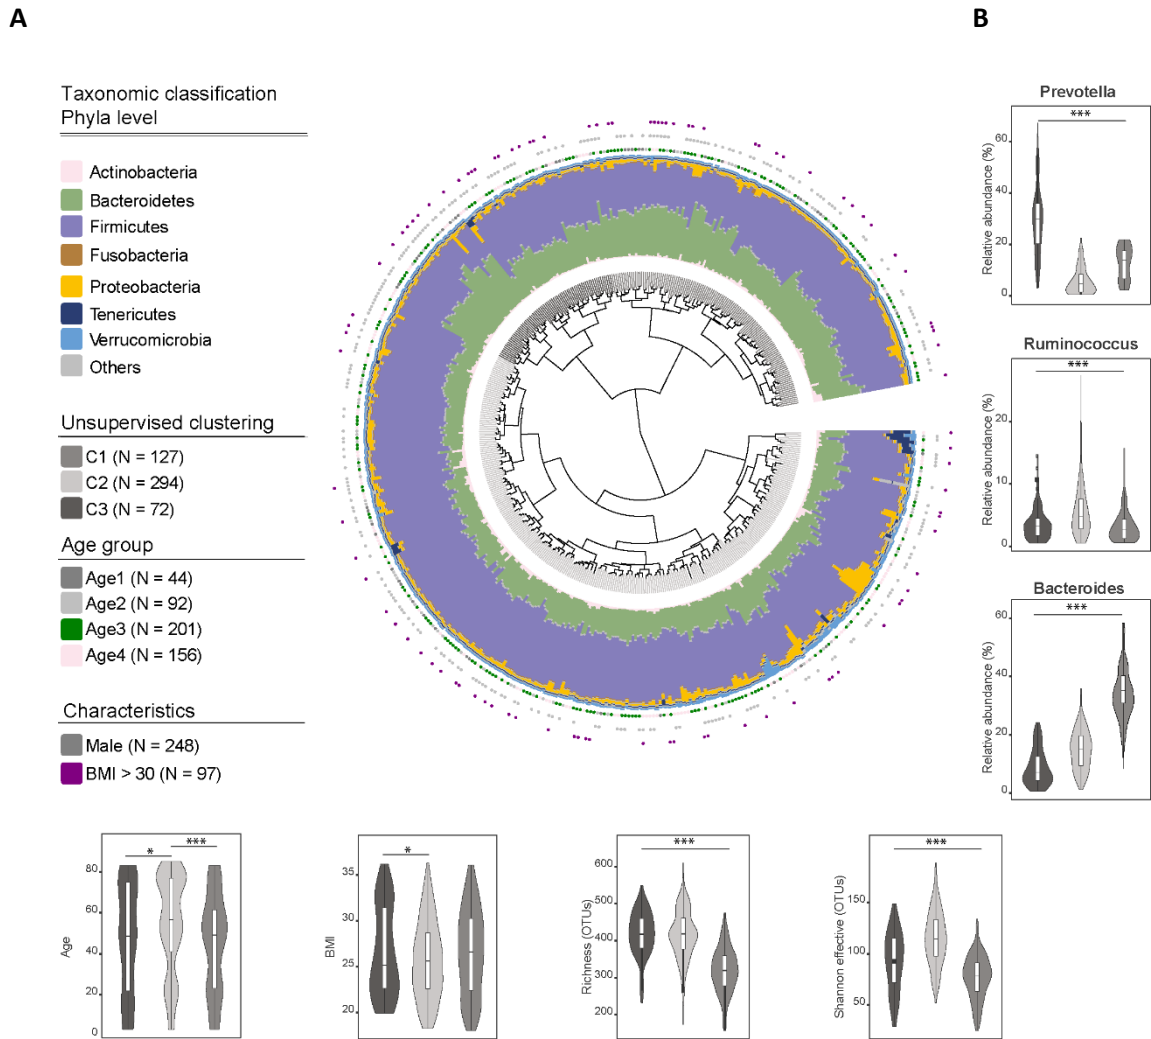 A
B
Taxonomic classification
Phyla level
Actinobacteria
Bacteroidetes
Firmicutes
Fusobacteria
Proteobacteria
Tenericutes
Verrucomicrobia
Others
Unsupervised clustering
C1 (N = 127)
C2 (N = 294)
C3 (N = 72)
Age group
Age1 (N = 44)
Age2 (N = 92)
Age3 (N = 201)
Age4 (N = 156)
Characteristics
Male (N = 248)
BMI > 30 (N = 97)
Prevotella
***
Relative abundance (%)
60
40
20
0
Ruminococcus
***
Relative abundance (%)
20
10
0
Bacteroides
***
Relative abundance (%)
60
40
20
0
* ***
Age
80
60
40
20
0
*
BMI
35
30
25
20
***
Richness (OTUs)
600
500
400
300
200
***
Shannon effective (OTUs)
150
100
50